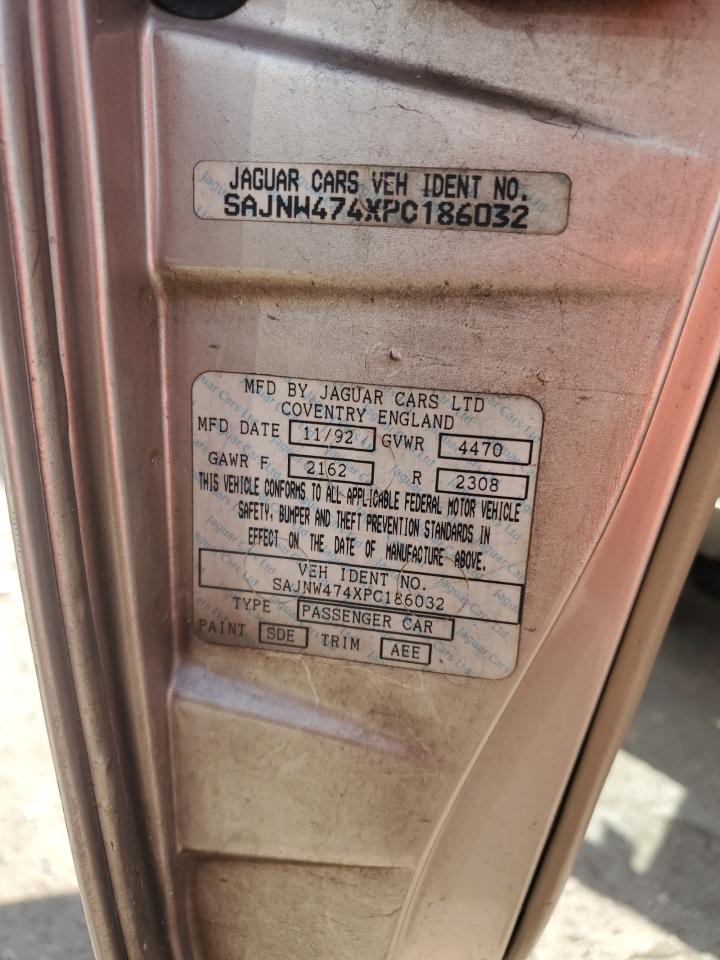 JAGUAR CARS VEH IDENT NO.
SAJNW474XPC186032
MFD BY JAGUAR CARS LTD
COVENTRY ENGLAND
MFD DATE 11/92 GVWR 4470
GAWR F 2162 R 2308
THIS VEHICLE CONFORMS TO ALL APPLICABLE FEDERAL MOTOR VEHICLE
SAFETY, BUMPER AND THEFT PREVENTION STANDARDS IN
EFFECT ON THE DATE OF MANUFACTURE ABOVE.
VEH IDENT NO.
SAJNW474XPC186032
TYPE PASSENGER CAR
PAINT SDE TRIM AEE